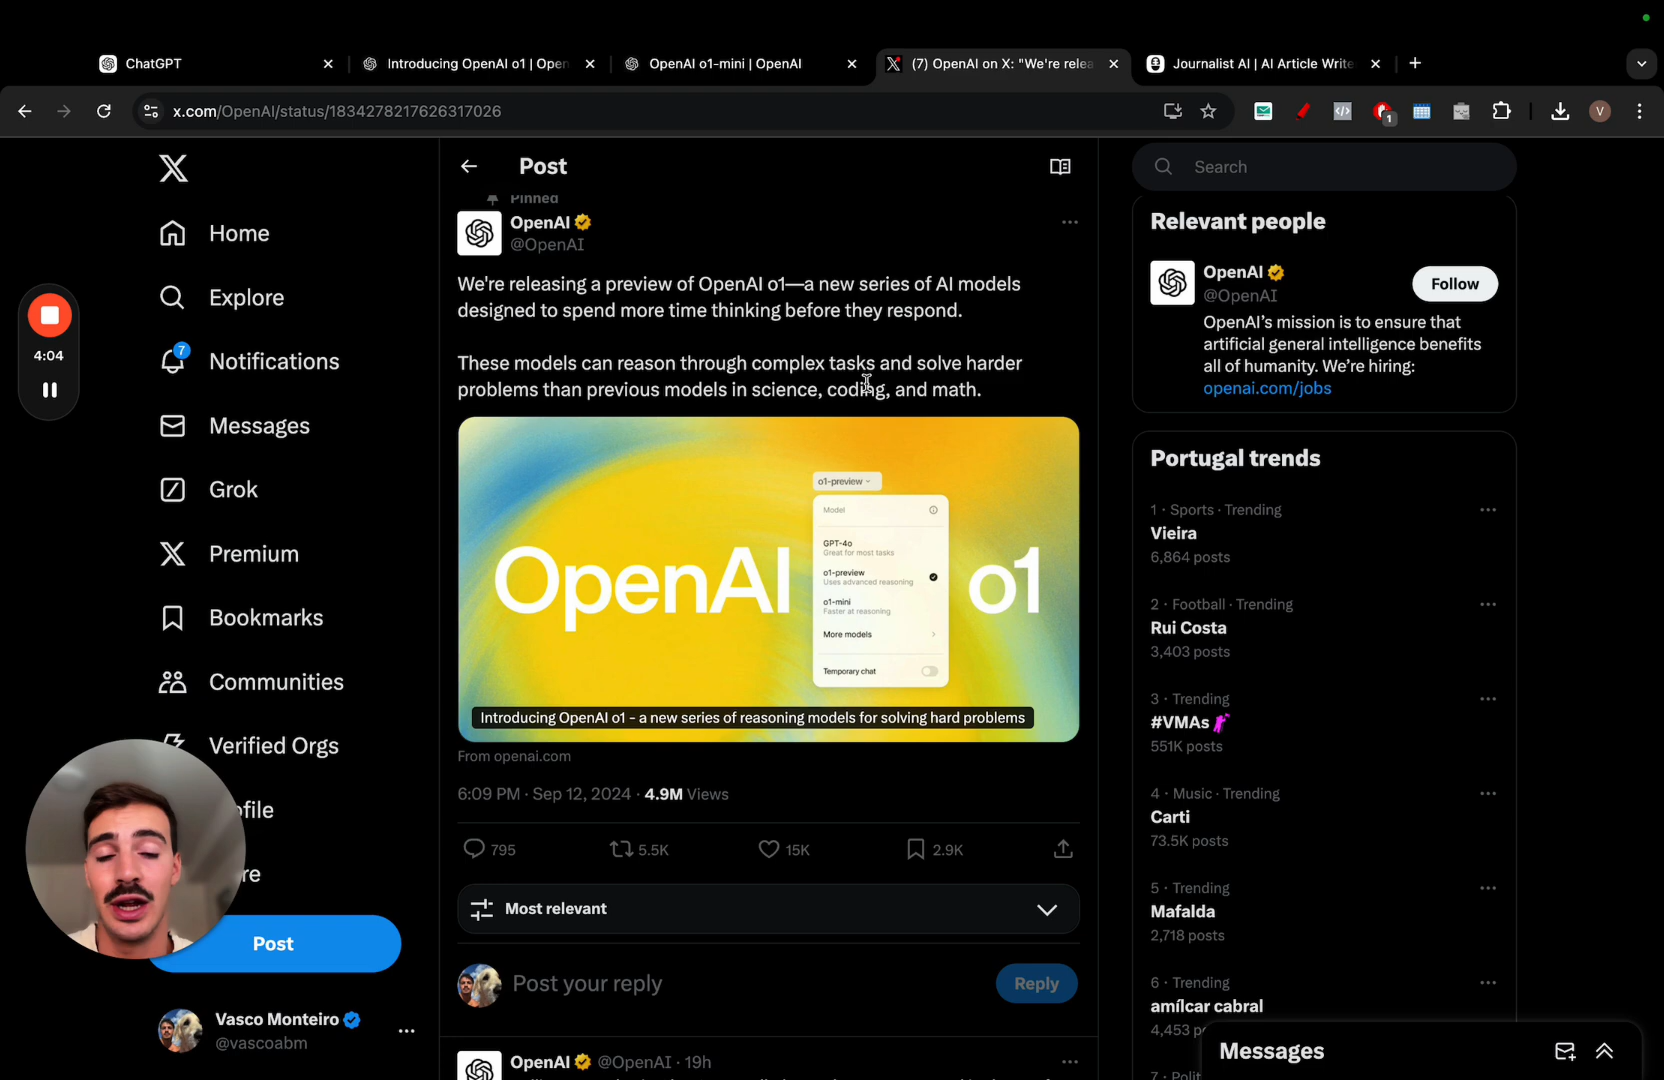 ChatGPT
Introducing OpenAI o1 | Open
OpenAI o1-mini | OpenAI
(7) OpenAI on X: "We're relea
Journalist AI | AI Article Write
x.com/OpenAI/status/1834278217626317026
1
V
Post
Search
Pinned
OpenAI
@OpenAI
We're releasing a preview of OpenAI o1—a new series of AI models
designed to spend more time thinking before they respond.
These models can reason through complex tasks and solve harder
problems than previous models in science, coding, and math.
OpenAI
o1
o1-preview
Model
GPT-4o
Great for most tasks
o1-preview
Uses advanced reasoning
o1-mini
Faster at reasoning
More models
Temporary chat
Introducing OpenAI o1 - a new series of reasoning models for solving hard problems
From openai.com
6:09 PM · Sep 12, 2024 · 4.9M Views
795
5.5K
15K
2.9K
Most relevant
Post your reply
Reply
OpenAI @OpenAI · 19h
4:04
Home
Explore
7
Notifications
Messages
Grok
Premium
Bookmarks
Communities
Verified Orgs
ofile
re
Post
Vasco Monteiro
@vascoabm
Relevant people
OpenAI
@OpenAI
Follow
OpenAI's mission is to ensure that
artificial general intelligence benefits
all of humanity. We're hiring:
openai.com/jobs
Portugal trends
1 · Sports · Trending
Vieira
6,864 posts
2 · Football · Trending
Rui Costa
3,403 posts
3 · Trending
#VMAs
551K posts
4 · Music · Trending
Carti
73.5K posts
5 · Trending
Mafalda
2,718 posts
6 · Trending
amílcar cabral
4,453 p
Messages